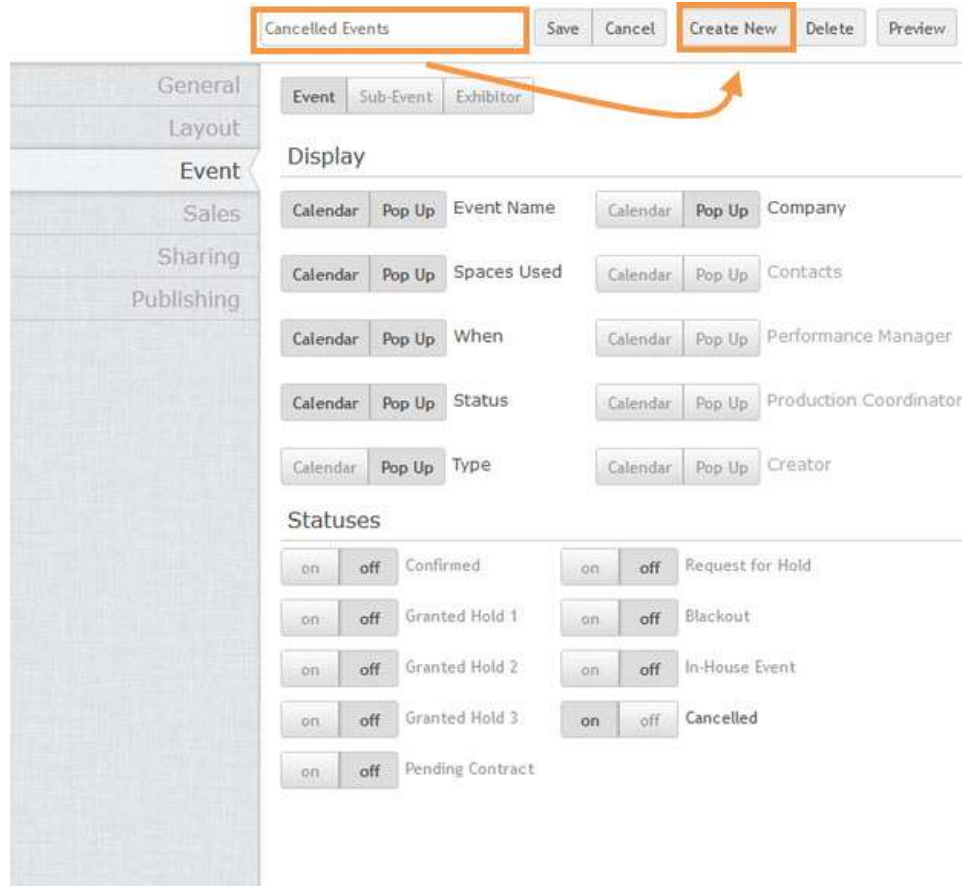 Cancelled Events Save Cancel Create New Delete Preview
General
Layout
Event
Sales
Sharing
Publishing
Event Sub-Event Exhibitor
Display
Calendar Pop Up Event Name Calendar Pop Up Company
Calendar Pop Up Spaces Used Calendar Pop Up Contacts
Calendar Pop Up When Calendar Pop Up Performance Manager
Calendar Pop Up Status Calendar Pop Up Production Coordinator
Calendar Pop Up Type Calendar Pop Up Creator
Statuses
on off Confirmed on off Request for Hold
on off Granted Hold 1 on off Blackout
on off Granted Hold 2 on off In-House Event
on off Granted Hold 3 on off Cancelled
on off Pending Contract